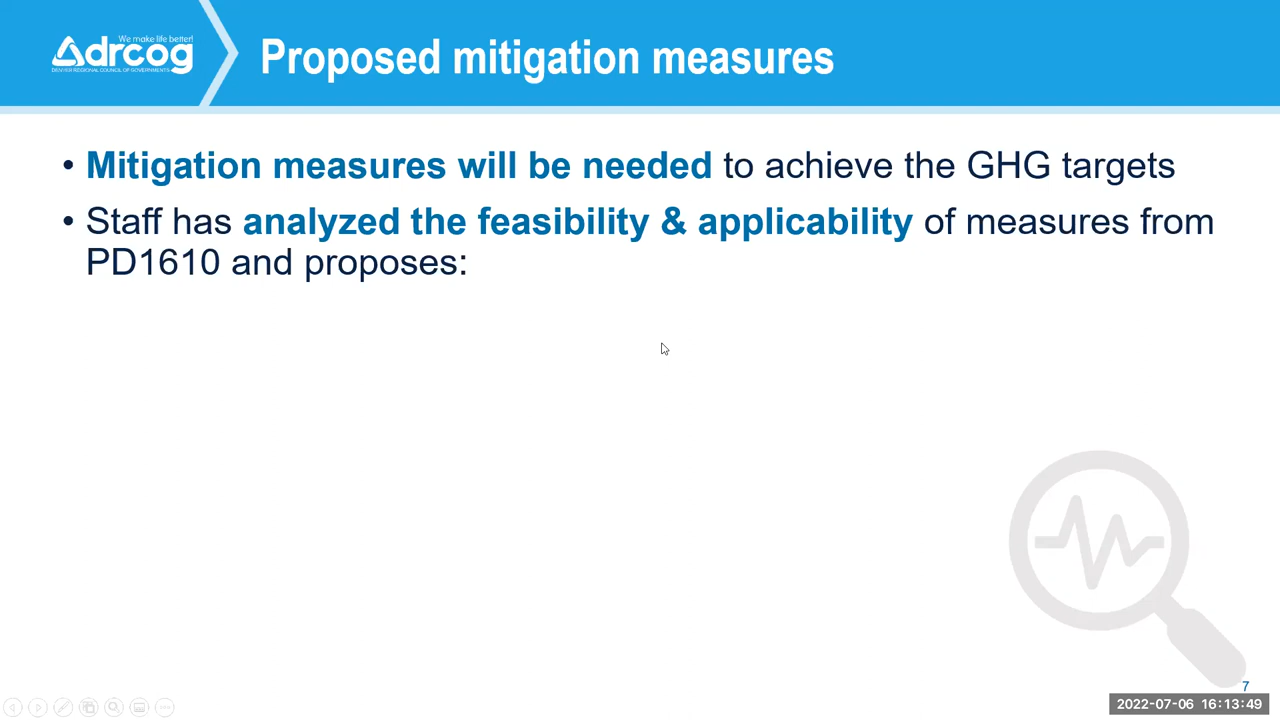 We make life better!
drcog
DENVER REGIONAL COUNCIL OF GOVERNMENTS
Proposed mitigation measures
• Mitigation measures will be needed to achieve the GHG targets
• Staff has analyzed the feasibility & applicability of measures from
PD1610 and proposes:
7
2022-07-06 16:13:49